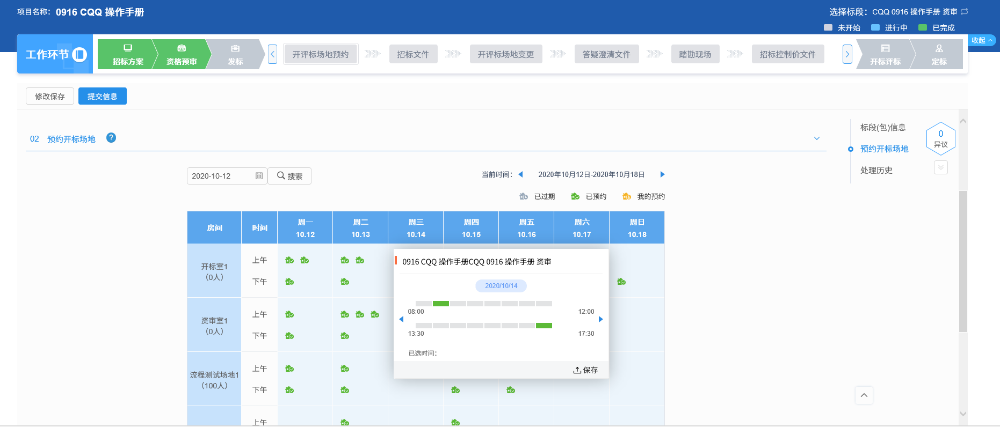 项目名称：0916 CQQ 操作手册
选择标段：CQQ 0916 操作手册 资审
未开始 进行中 已完成
收起
工作环节
招标方案
资格预审
发标
开评标场地预约
招标文件
开评标场地变更
答疑澄清文件
踏勘现场
招标控制价文件
开标评标
定标
修改保存
提交信息
02 预约开标场地 ?
标段(包)信息
预约开标场地
处理历史
0
异议
2020-10-12
搜索
当前时间： 2020年10月12日-2020年10月18日
已过期 已预约 我的预约
房间 时间
周一 10.12
周二 10.13
周三 10.14
周四 10.15
周五 10.16
周六 10.17
周日 10.18
开标室1
（0人）
上午
下午
资审室1
（0人）
上午
下午
流程测试场地1
（100人）
上午
下午
上午
0916 CQQ 操作手册CQQ 0916 操作手册 资审
2020/10/14
08:00 12:00
13:30 17:30
已选时间：
保存